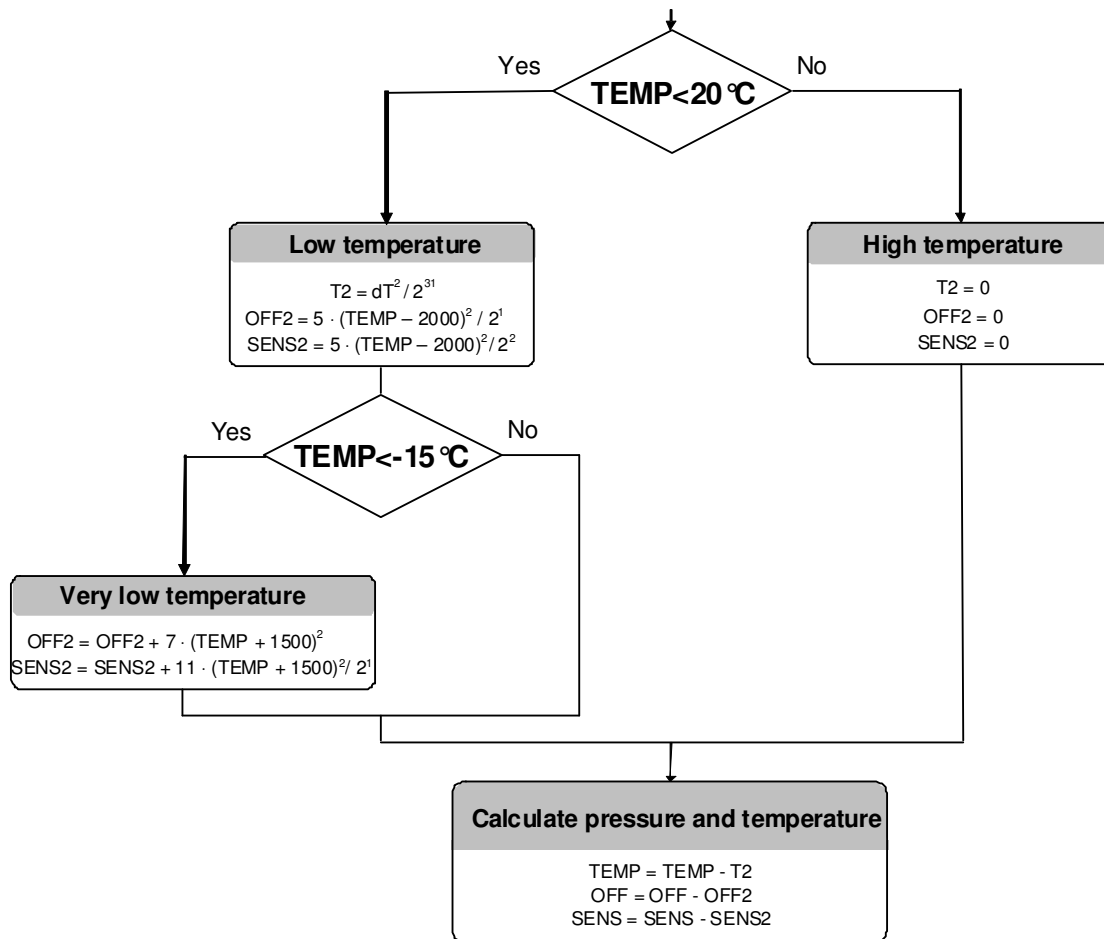 Yes
TEMP<20°C
No
Low temperature
T2 = dT² / 2³¹
OFF2 = 5 · (TEMP – 2000)² / 2¹
SENS2 = 5 · (TEMP – 2000)² / 2²
High temperature
T2 = 0
OFF2 = 0
SENS2 = 0
Yes
TEMP<-15°C
No
Very low temperature
OFF2 = OFF2 + 7 · (TEMP + 1500)²
SENS2 = SENS2 + 11 · (TEMP + 1500)² / 2¹
Calculate pressure and temperature
TEMP = TEMP - T2
OFF = OFF - OFF2
SENS = SENS - SENS2